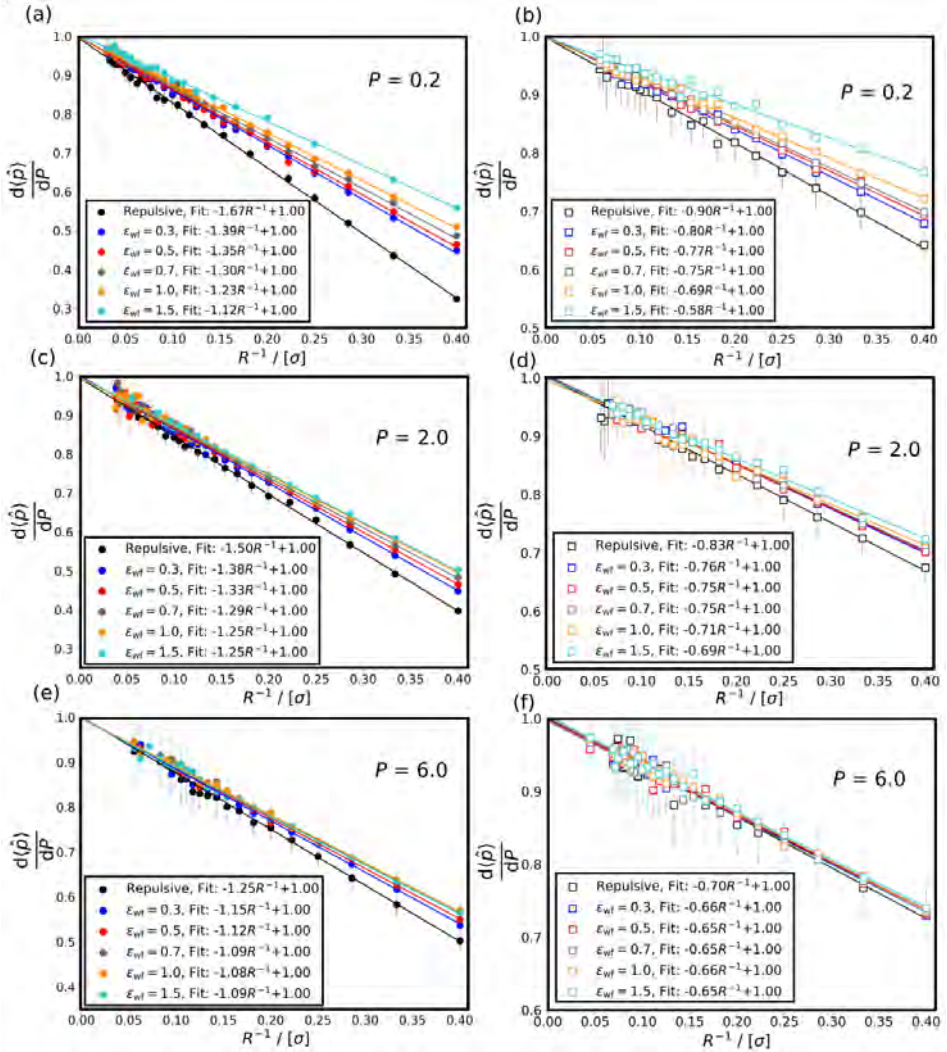 (a)
d⟨p̂⟩
dP
1.0
0.9
0.8
0.7
0.6
0.5
0.4
0.3
P = 0.2
Repulsive, Fit: -1.67R⁻¹+1.00
ε_wf = 0.3, Fit: -1.39R⁻¹+1.00
ε_wf = 0.5, Fit: -1.35R⁻¹+1.00
ε_wf = 0.7, Fit: -1.30R⁻¹+1.00
ε_wf = 1.0, Fit: -1.23R⁻¹+1.00
ε_wf = 1.5, Fit: -1.12R⁻¹+1.00
0.00 0.05 0.10 0.15 0.20 0.25 0.30 0.35 0.40
R⁻¹ / [σ]
(b)
d⟨p̂⟩
dP
1.0
0.9
0.8
0.7
0.6
0.5
P = 0.2
Repulsive, Fit: -0.90R⁻¹+1.00
ε_wf = 0.3, Fit: -0.80R⁻¹+1.00
ε_wf = 0.5, Fit: -0.77R⁻¹+1.00
ε_wf = 0.7, Fit: -0.75R⁻¹+1.00
ε_wf = 1.0, Fit: -0.69R⁻¹+1.00
ε_wf = 1.5, Fit: -0.58R⁻¹+1.00
0.00 0.05 0.10 0.15 0.20 0.25 0.30 0.35 0.40
R⁻¹ / [σ]
(c)
d⟨p̂⟩
dP
1.0
0.9
0.8
0.7
0.6
0.5
0.4
0.3
P = 2.0
Repulsive, Fit: -1.50R⁻¹+1.00
ε_wf = 0.3, Fit: -1.38R⁻¹+1.00
ε_wf = 0.5, Fit: -1.33R⁻¹+1.00
ε_wf = 0.7, Fit: -1.29R⁻¹+1.00
ε_wf = 1.0, Fit: -1.25R⁻¹+1.00
ε_wf = 1.5, Fit: -1.25R⁻¹+1.00
0.00 0.05 0.10 0.15 0.20 0.25 0.30 0.35 0.40
R⁻¹ / [σ]
(d)
d⟨p̂⟩
dP
1.0
0.9
0.8
0.7
0.6
0.5
P = 2.0
Repulsive, Fit: -0.83R⁻¹+1.00
ε_wf = 0.3, Fit: -0.76R⁻¹+1.00
ε_wf = 0.5, Fit: -0.75R⁻¹+1.00
ε_wf = 0.7, Fit: -0.75R⁻¹+1.00
ε_wf = 1.0, Fit: -0.71R⁻¹+1.00
ε_wf = 1.5, Fit: -0.69R⁻¹+1.00
0.00 0.05 0.10 0.15 0.20 0.25 0.30 0.35 0.40
R⁻¹ / [σ]
(e)
d⟨p̂⟩
dP
1.0
0.9
0.8
0.7
0.6
0.5
0.4
P = 6.0
Repulsive, Fit: -1.25R⁻¹+1.00
ε_wf = 0.3, Fit: -1.15R⁻¹+1.00
ε_wf = 0.5, Fit: -1.12R⁻¹+1.00
ε_wf = 0.7, Fit: -1.09R⁻¹+1.00
ε_wf = 1.0, Fit: -1.08R⁻¹+1.00
ε_wf = 1.5, Fit: -1.09R⁻¹+1.00
0.00 0.05 0.10 0.15 0.20 0.25 0.30 0.35 0.40
R⁻¹ / [σ]
(f)
d⟨p̂⟩
dP
1.0
0.9
0.8
0.7
0.6
P = 6.0
Repulsive, Fit: -0.70R⁻¹+1.00
ε_wf = 0.3, Fit: -0.66R⁻¹+1.00
ε_wf = 0.5, Fit: -0.65R⁻¹+1.00
ε_wf = 0.7, Fit: -0.65R⁻¹+1.00
ε_wf = 1.0, Fit: -0.66R⁻¹+1.00
ε_wf = 1.5, Fit: -0.65R⁻¹+1.00
0.00 0.05 0.10 0.15 0.20 0.25 0.30 0.35 0.40
R⁻¹ / [σ]